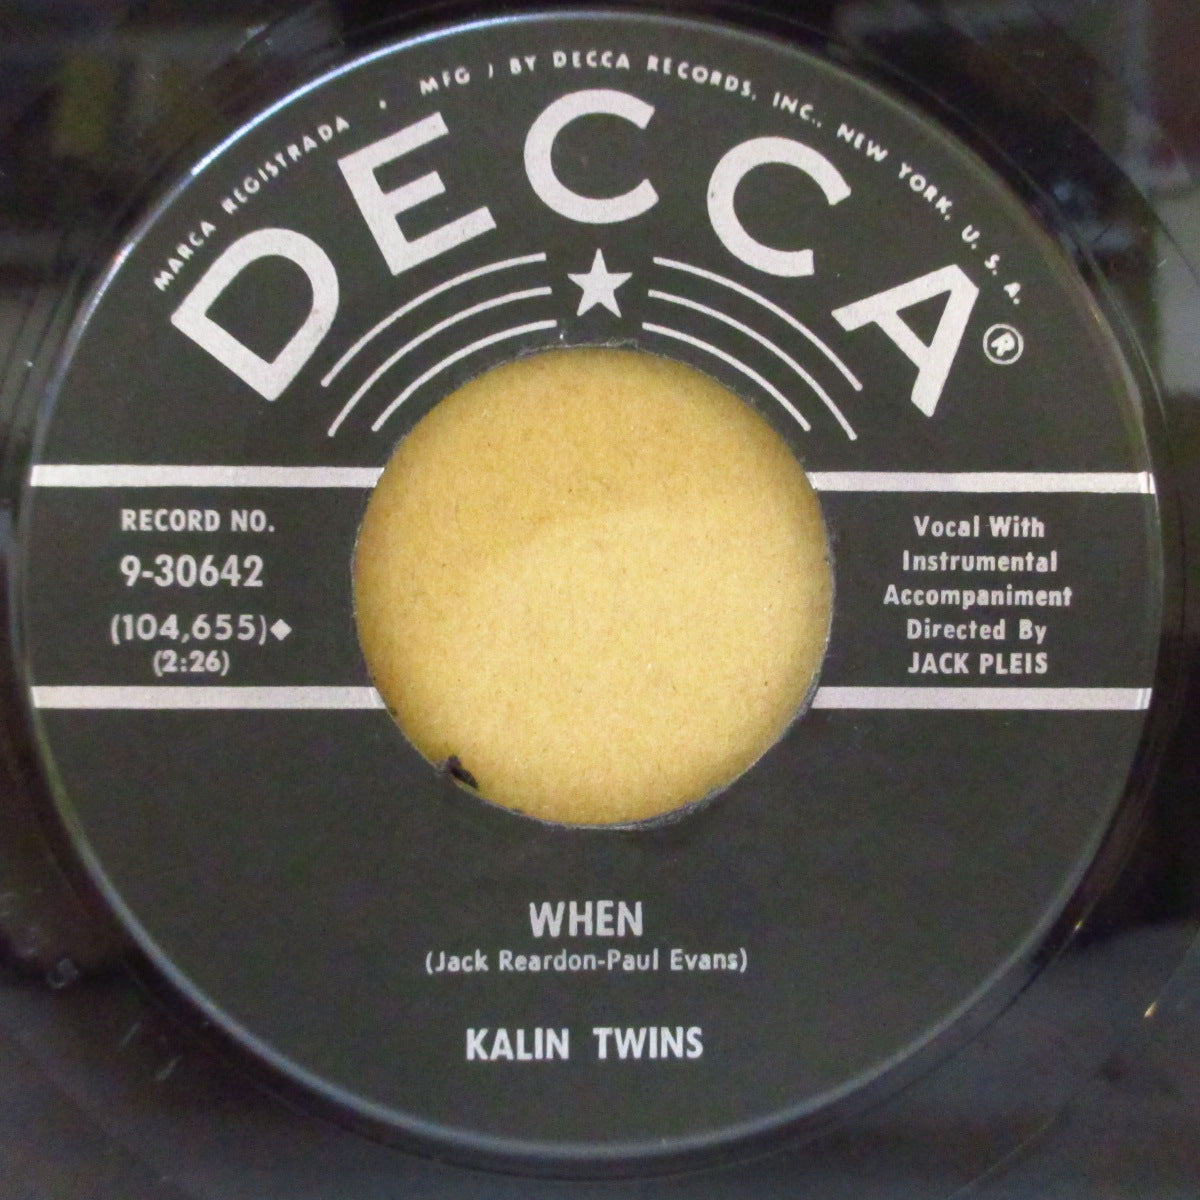 MARCA REGISTRADA • MFG'D BY DECCA RECORDS, INC., NEW YORK, U. S. A.
DECCA ®
RECORD NO.
9-30642
(104,655)◆
(2:26)
Vocal With
Instrumental
Accompaniment
Directed By
JACK PLEIS
WHEN
(Jack Reardon-Paul Evans)
KALIN TWINS